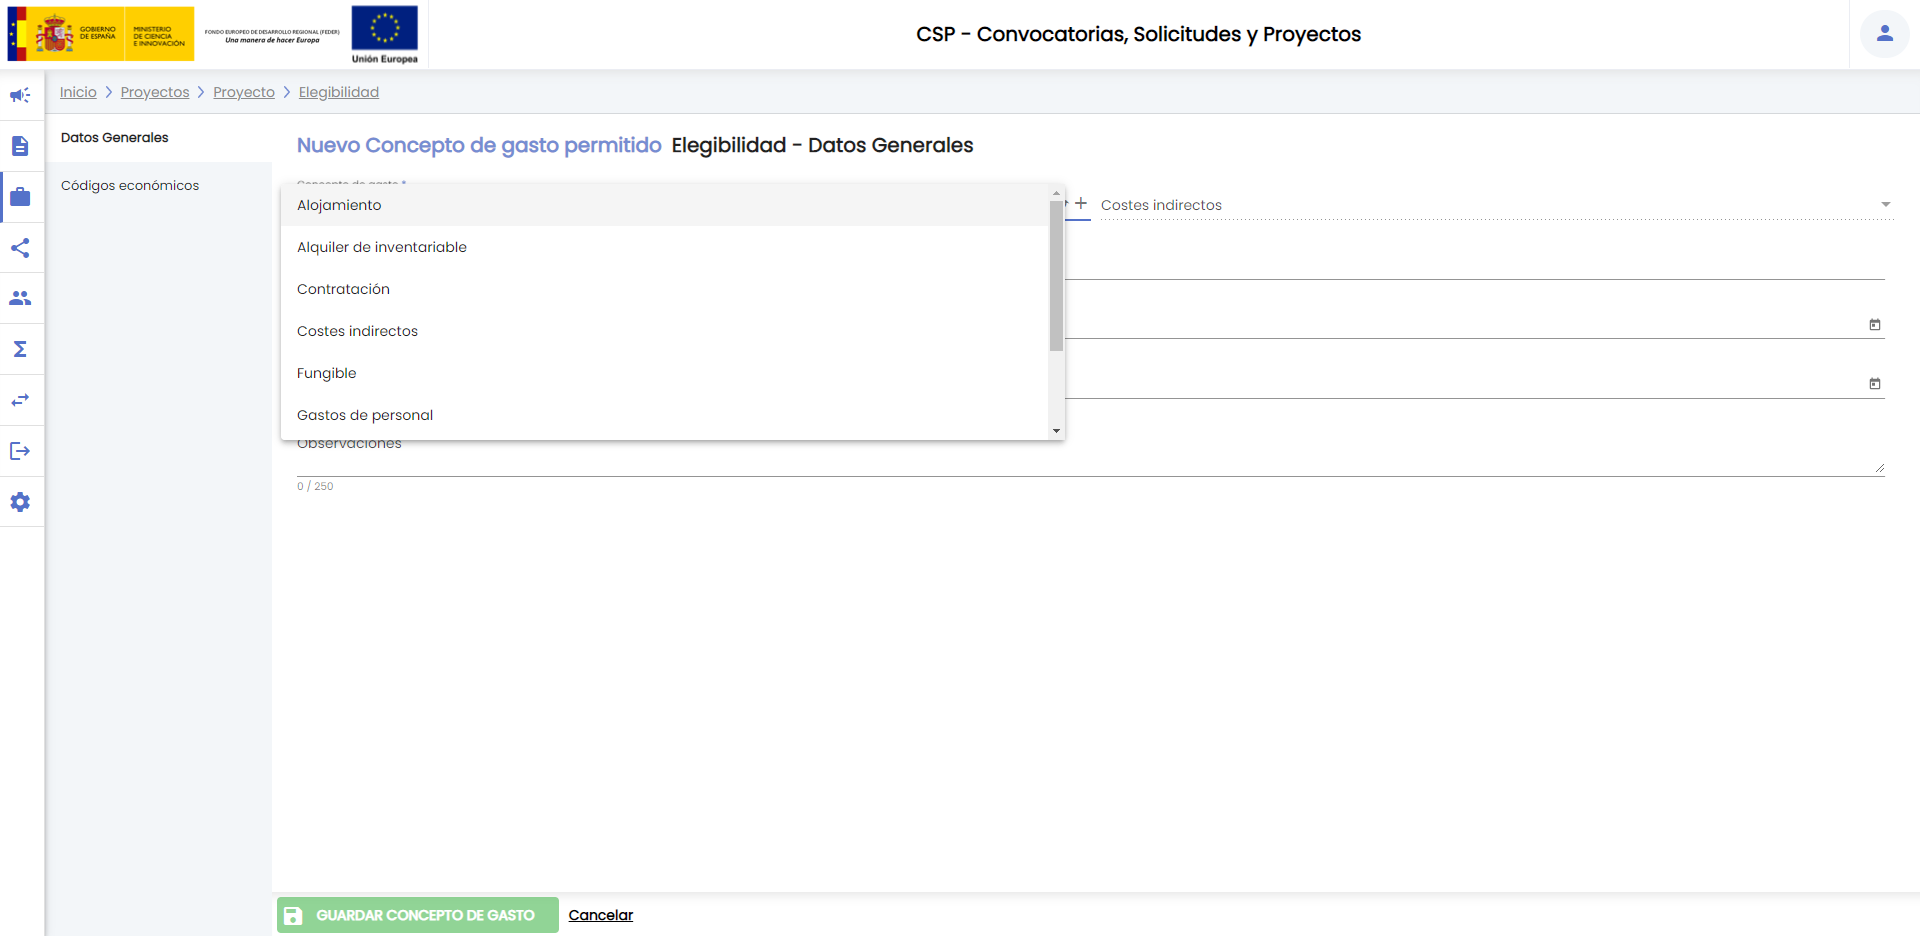 GOBIERNO
DE ESPAÑA
MINISTERIO
DE CIENCIA
E INNOVACIÓN
FONDO EUROPEO DE DESARROLLO REGIONAL (FEDER)
Una manera de hacer Europa
Unión Europea
CSP - Convocatorias, Solicitudes y Proyectos
Inicio > Proyectos > Proyecto > Elegibilidad
Datos Generales
Códigos económicos
Nuevo Concepto de gasto permitido Elegibilidad - Datos Generales
Concepto de gasto *
Alojamiento
Costes indirectos
Alquiler de inventariable
Contratación
Costes indirectos
Fungible
Gastos de personal
Observaciones
0 / 250
GUARDAR CONCEPTO DE GASTO
Cancelar